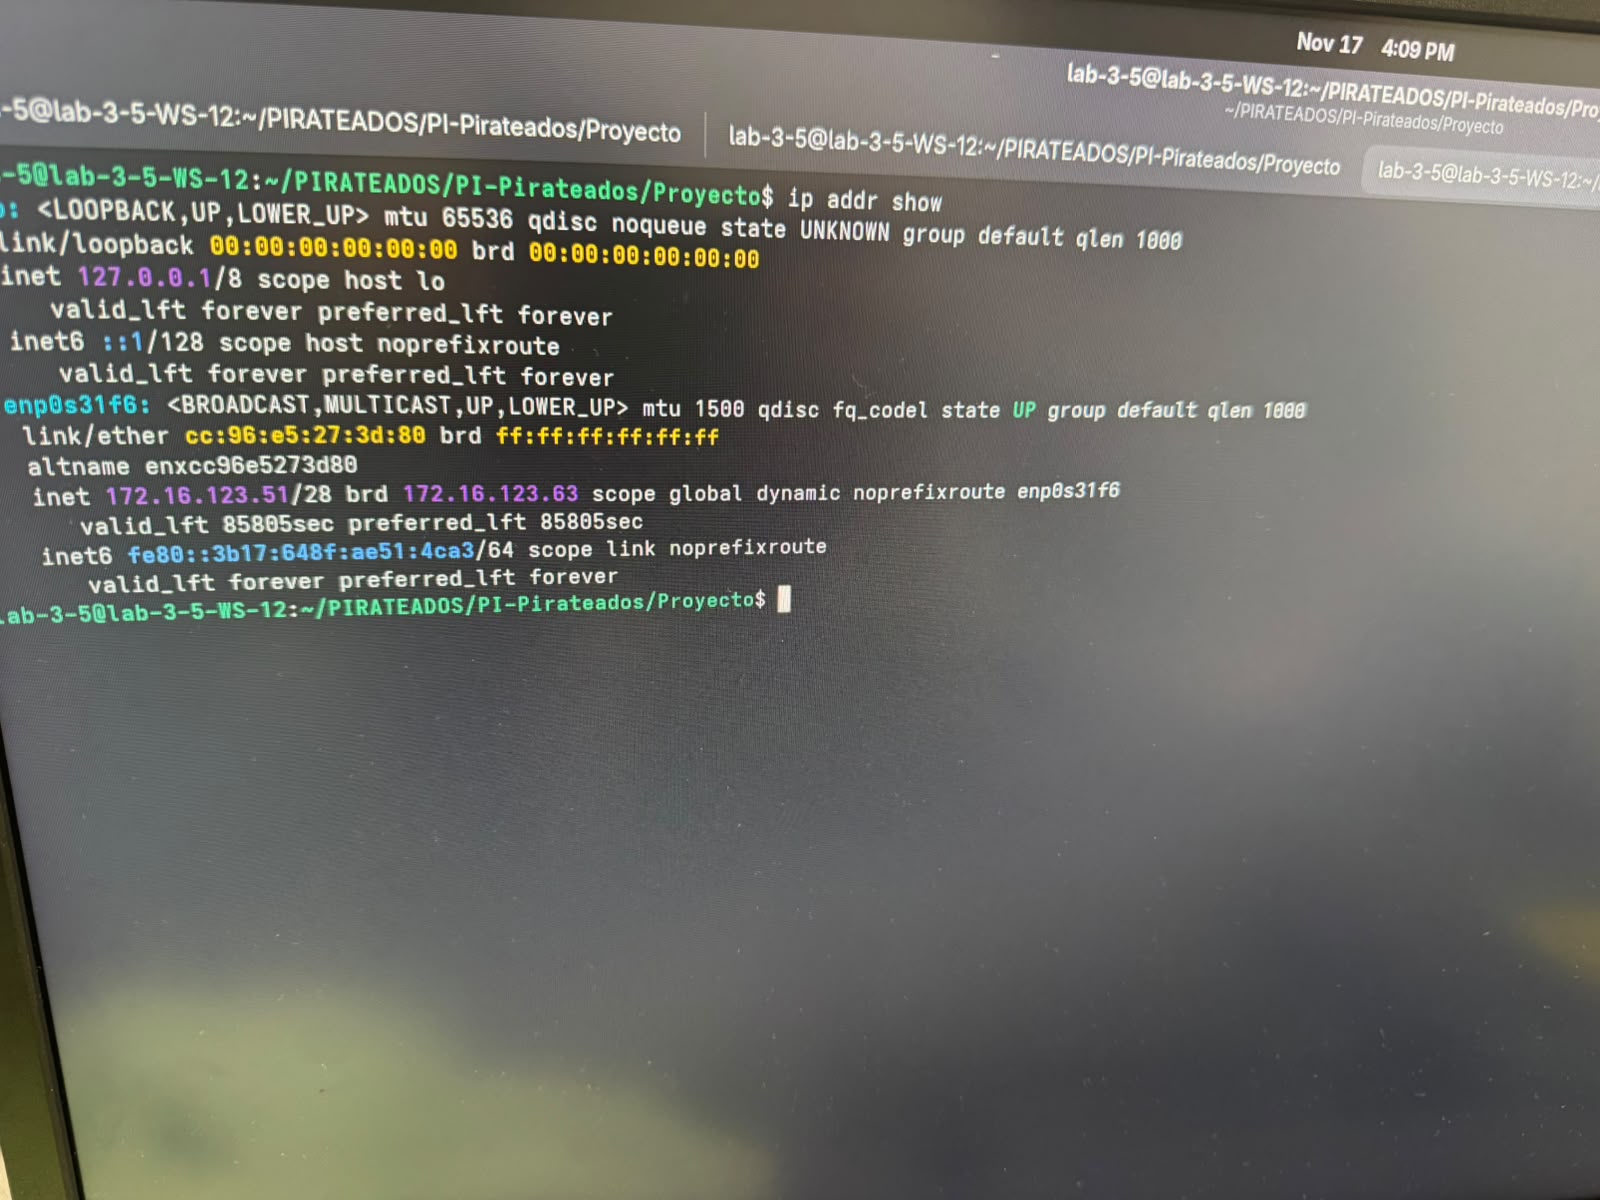 Nov 17 4:09 PM
lab-3-5@lab-3-5-WS-12:~/PIRATEADOS/PI-Pirateados/Pro
~/PIRATEADOS/PI-Pirateados/Proyecto
-5@lab-3-5-WS-12:~/PIRATEADOS/PI-Pirateados/Proyecto
lab-3-5@lab-3-5-WS-12:~/PIRATEADOS/PI-Pirateados/Proyecto
lab-3-5@lab-3-5-WS-12:~/
-5@lab-3-5-WS-12:~/PIRATEADOS/PI-Pirateados/Proyecto$ ip addr show
: <LOOPBACK,UP,LOWER_UP> mtu 65536 qdisc noqueue state UNKNOWN group default qlen 1000
link/loopback 00:00:00:00:00:00 brd 00:00:00:00:00:00
inet 127.0.0.1/8 scope host lo
valid_lft forever preferred_lft forever
inet6 ::1/128 scope host noprefixroute
valid_lft forever preferred_lft forever
enp0s31f6: <BROADCAST,MULTICAST,UP,LOWER_UP> mtu 1500 qdisc fq_codel state UP group default qlen 1000
link/ether cc:96:e5:27:3d:80 brd ff:ff:ff:ff:ff:ff
altname enxcc96e5273d80
inet 172.16.123.51/28 brd 172.16.123.63 scope global dynamic noprefixroute enp0s31f6
valid_lft 85805sec preferred_lft 85805sec
inet6 fe80::3b17:648f:ae51:4ca3/64 scope link noprefixroute
valid_lft forever preferred_lft forever
lab-3-5@lab-3-5-WS-12:~/PIRATEADOS/PI-Pirateados/Proyecto$